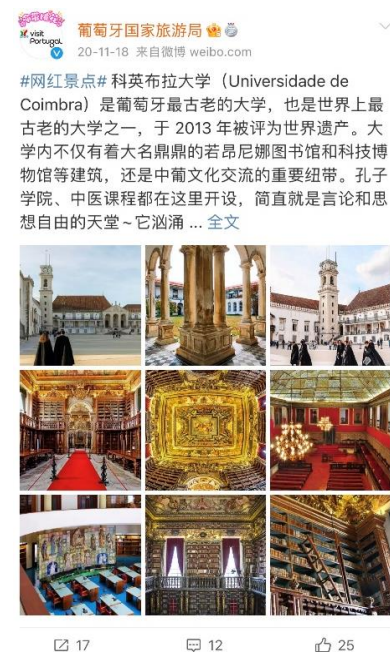 visit
Portugal
葡萄牙国家旅游局
20-11-18 来自微博 weibo.com
#网红景点# 科英布拉大学（Universidade de
Coimbra）是葡萄牙最古老的大学，也是世界上最
古老的大学之一，于 2013 年被评为世界遗产。大
学内不仅有着大名鼎鼎的若昂尼娜图书馆和科技博
物馆等建筑，还是中葡文化交流的重要纽带。孔子
学院、中医课程都在这里开设，简直就是言论和思
想自由的天堂~它汹涌 ... 全文
17
12
25